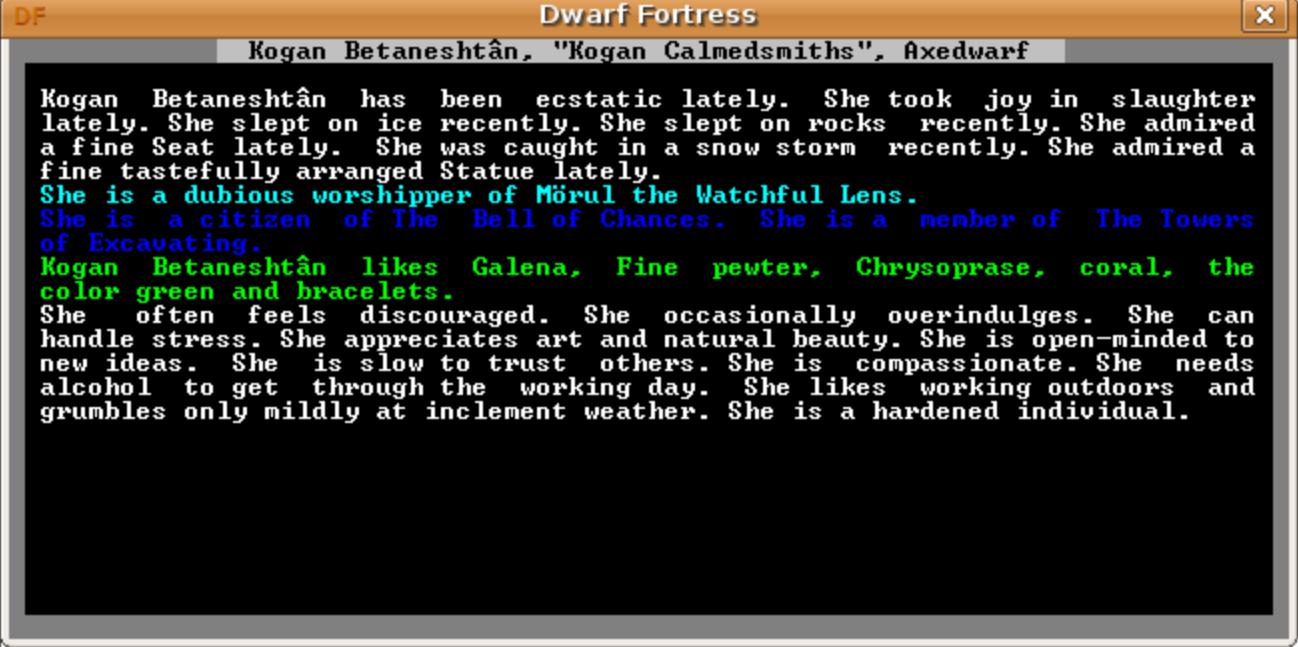 DF Dwarf Fortress
Kogan Betaneshtân, "Kogan Calmedsmiths", Axedwarf
Kogan Betaneshtân has been ecstatic lately. She took joy in slaughter
lately. She slept on ice recently. She slept on rocks recently. She admired
a fine Seat lately. She was caught in a snow storm recently. She admired a
fine tastefully arranged Statue lately.
She is a dubious worshipper of Mörul the Watchful Lens.
She is a citizen of The Bell of Chances. She is a member of The Towers
of Excavating.
Kogan Betaneshtân likes Galena, Fine pewter, Chrysoprase, coral, the
color green and bracelets.
She often feels discouraged. She occasionally overindulges. She can
handle stress. She appreciates art and natural beauty. She is open-minded to
new ideas. She is slow to trust others. She is compassionate. She needs
alcohol to get through the working day. She likes working outdoors and
grumbles only mildly at inclement weather. She is a hardened individual.